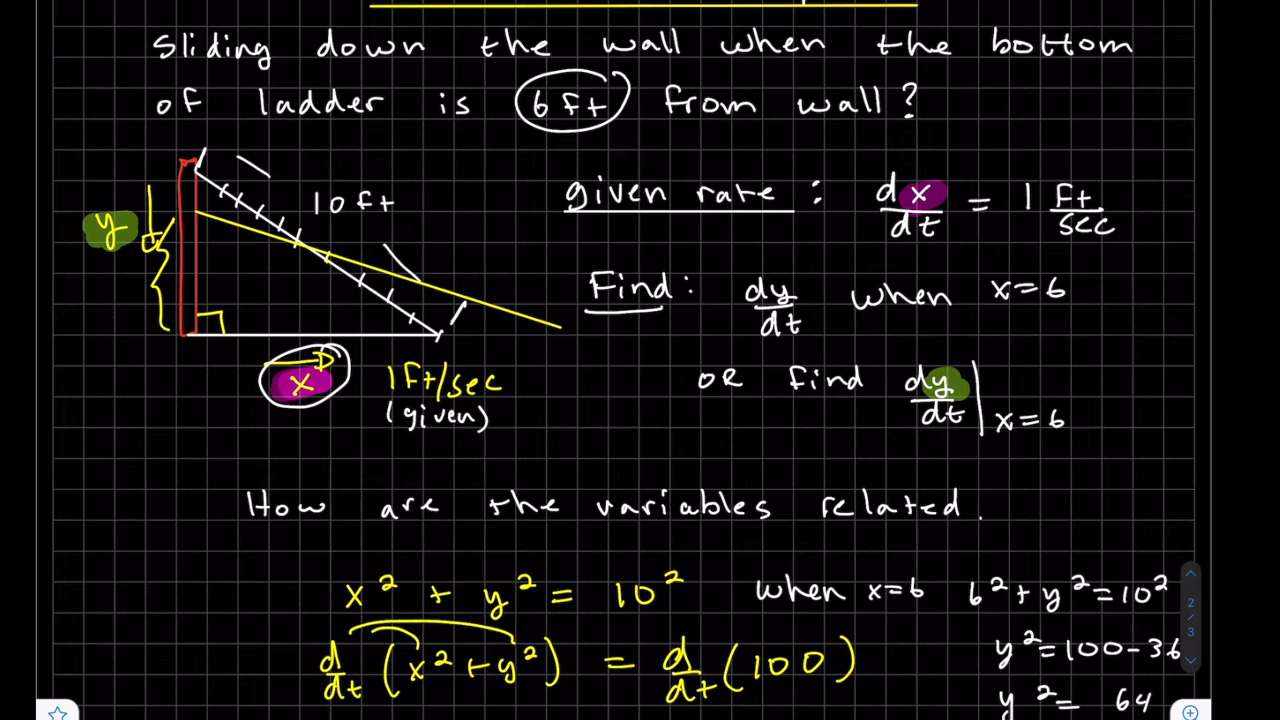 Sliding down the wall when the bottom
of ladder is 6 ft from wall?
10 ft
y
x
1 ft/sec
(given)
given rate: dx/dt = 1 Ft/sec
Find: dy/dt when x=6
OR find dy/dt | x=6
How are the variables related.
x² + y² = 10²
d/dt (x² + y²) = d/dt (100)
when x=6 6² + y² = 10²
y² = 100 - 36
y² = 64
2
3